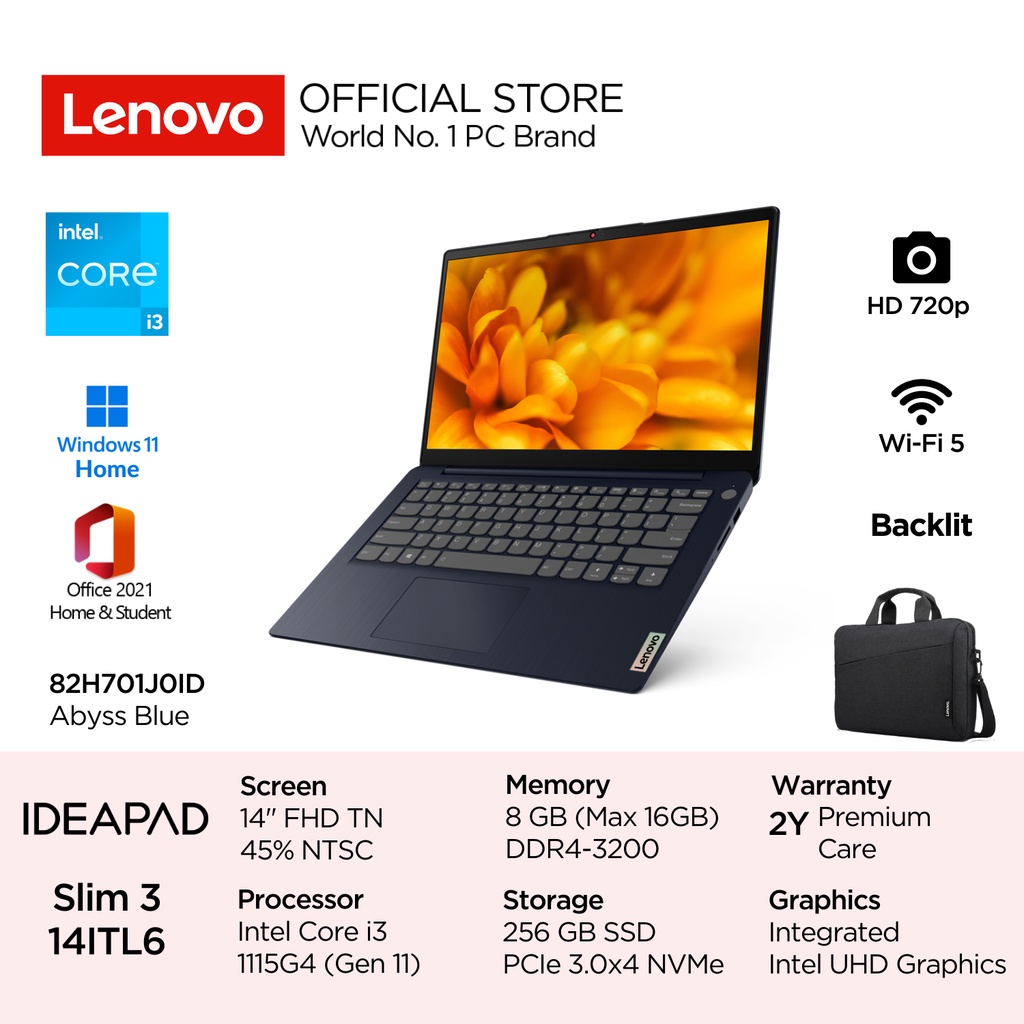 Lenovo
OFFICIAL STORE
World No. 1 PC Brand
intel.
CORE™
i3
Windows 11
Home
Office 2021
Home & Student
82H701J0ID
Abyss Blue
HD 720p
Wi-Fi 5
Backlit
Lenovo
Lenovo
IDEAPAD
Slim 3
14ITL6
Screen
14" FHD TN
45% NTSC
Processor
Intel Core i3
1115G4 (Gen 11)
Memory
8 GB (Max 16GB)
DDR4-3200
Storage
256 GB SSD
PCIe 3.0x4 NVMe
Warranty
2Y Premium
Care
Graphics
Integrated
Intel UHD Graphics